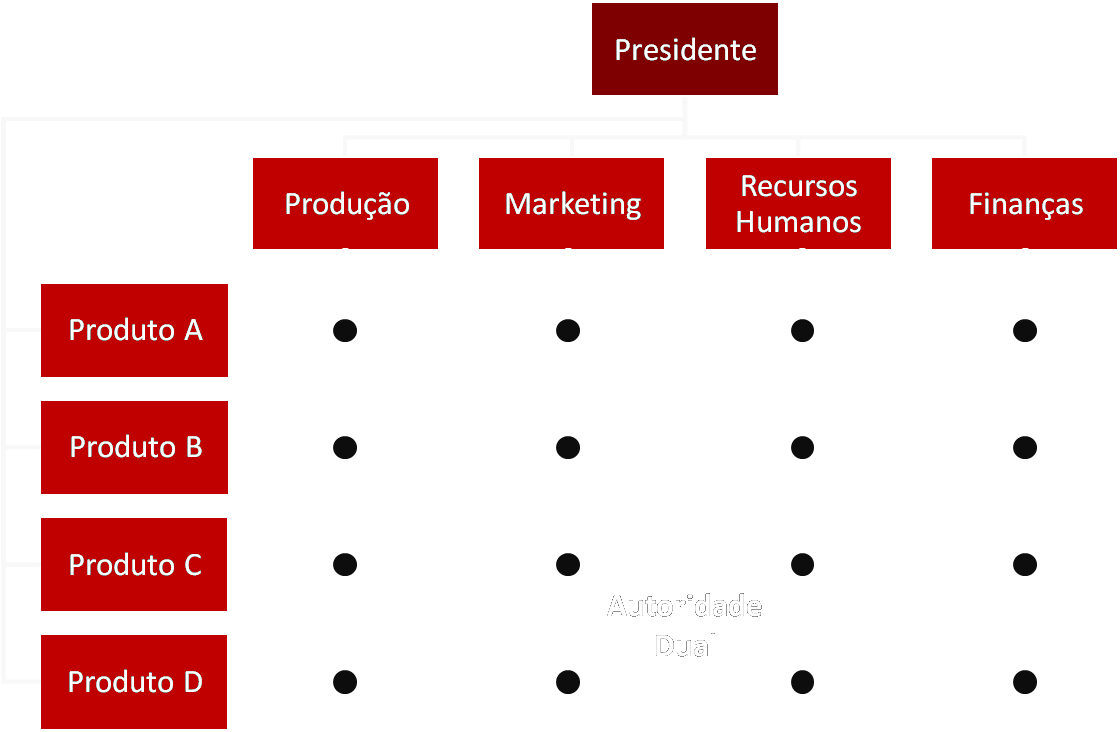 Presidente
Produção
Marketing
Recursos
Humanos
Finanças
Produto A
Produto B
Produto C
Autoridade
Dual
Produto D